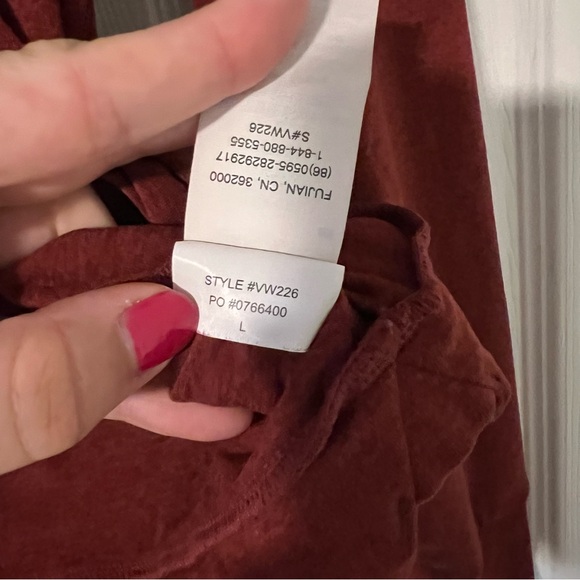 FUJIAN, CN, 362000
(86)0595-28292917
1-844-880-5355
S#VW226
STYLE #VW226
PO #0766400
L